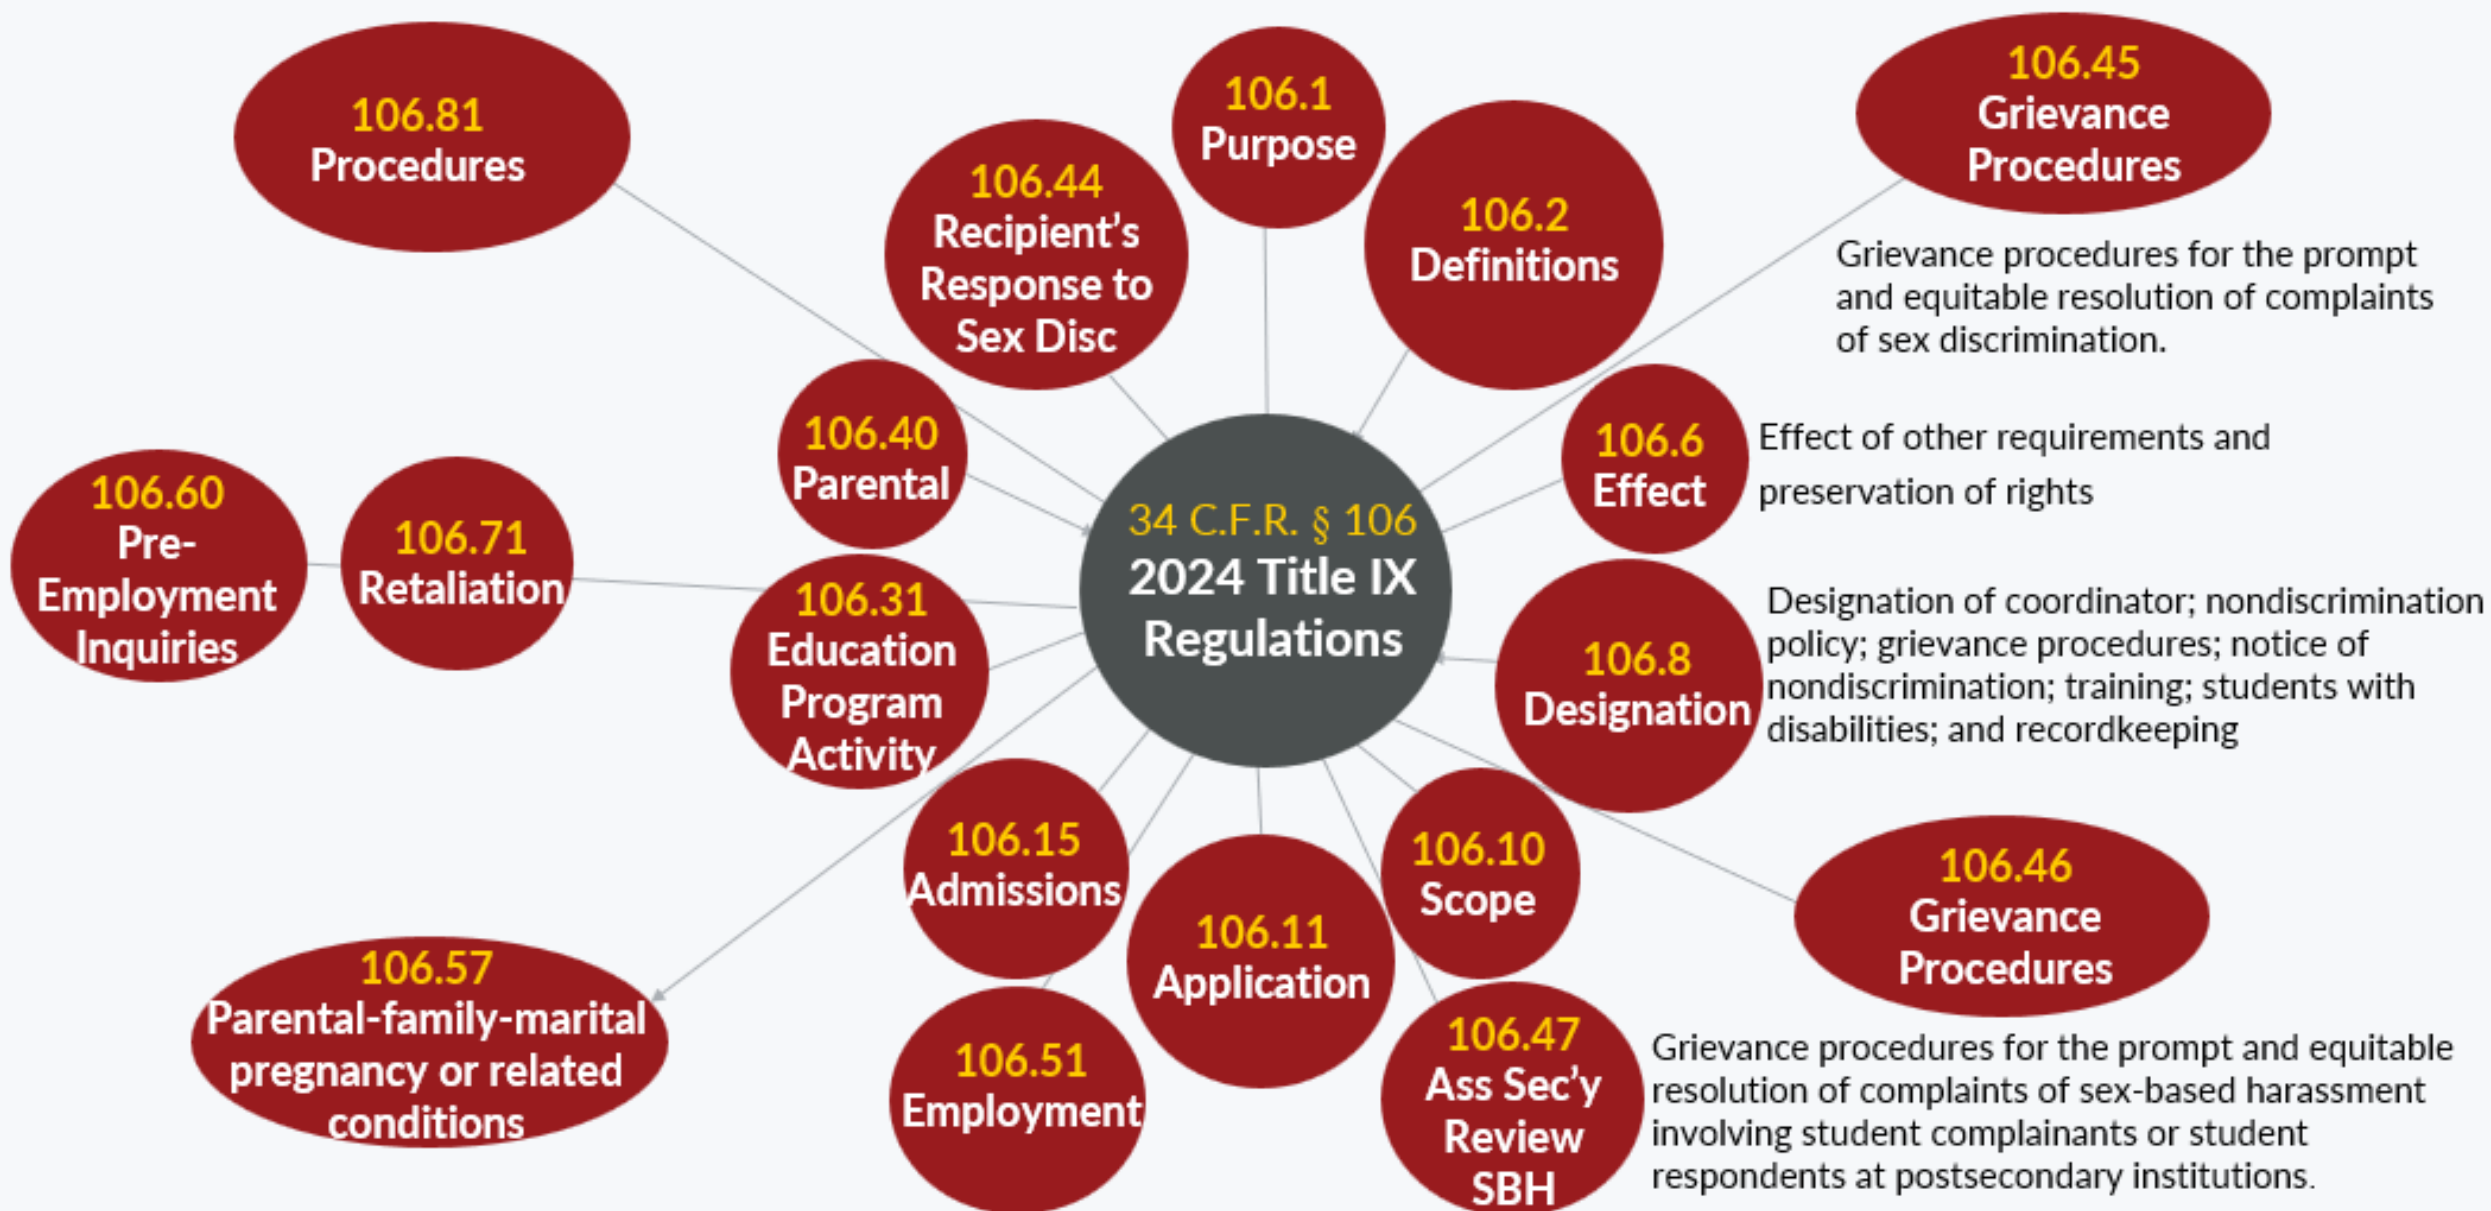 106.81
Procedures
106.44
Recipient’s
Response to
Sex Disc
106.1
Purpose
106.2
Definitions
106.45
Grievance
Procedures
Grievance procedures for the prompt
and equitable resolution of complaints
of sex discrimination.
106.40
Parental
106.6
Effect
Effect of other requirements and
preservation of rights
106.60
Pre-
Employment
Inquiries
106.71
Retaliation
106.31
Education
Program
Activity
34 C.F.R. § 106
2024 Title IX
Regulations
106.8
Designation
Designation of coordinator; nondiscrimination
policy; grievance procedures; notice of
nondiscrimination; training; students with
disabilities; and recordkeeping
106.15
Admissions
106.11
Application
106.10
Scope
106.46
Grievance
Procedures
106.57
Parental-family-marital
pregnancy or related
conditions
106.51
Employment
106.47
Ass Sec’y
Review
SBH
Grievance procedures for the prompt and equitable
resolution of complaints of sex-based harassment
involving student complainants or student
respondents at postsecondary institutions.